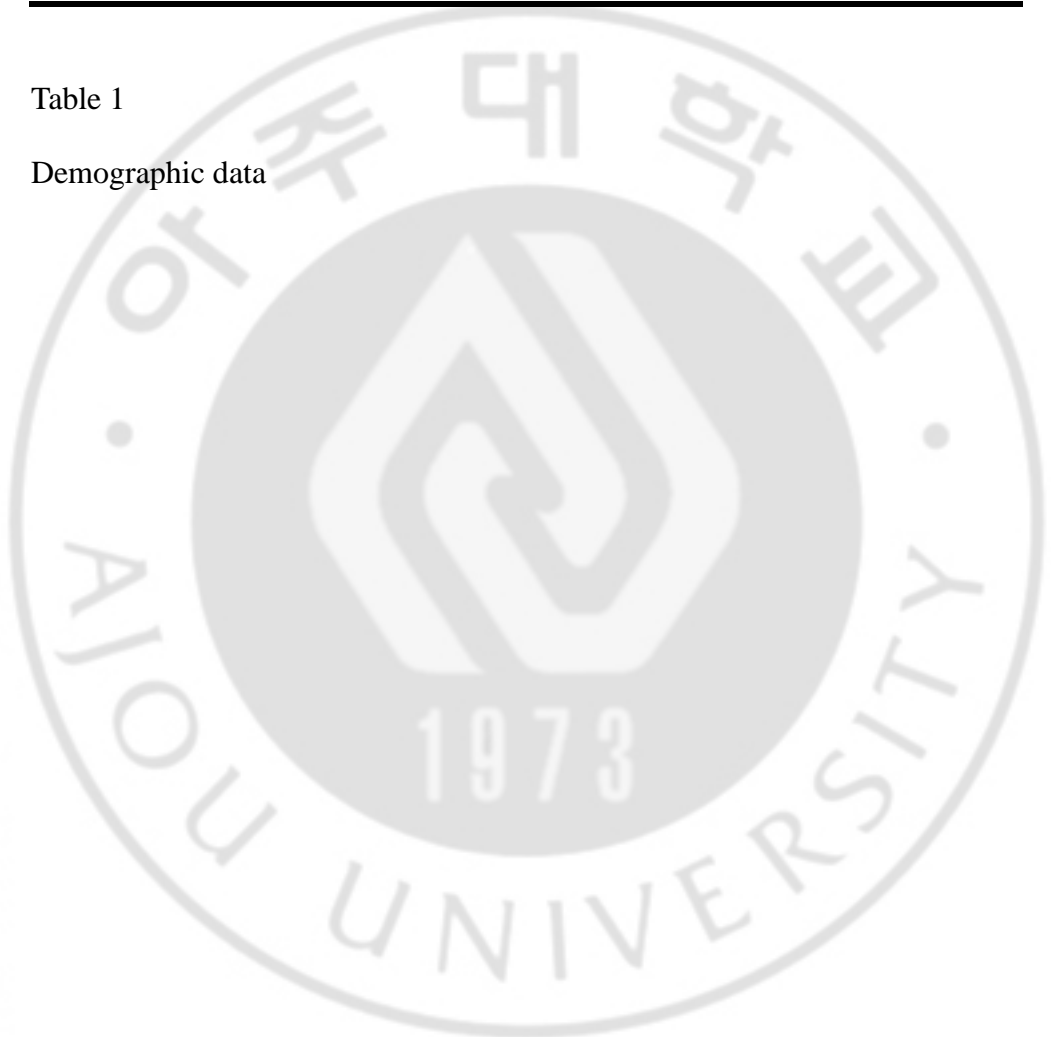 Table 1
Demographic data
아주대학교
1973
AJOU UNIVERSITY